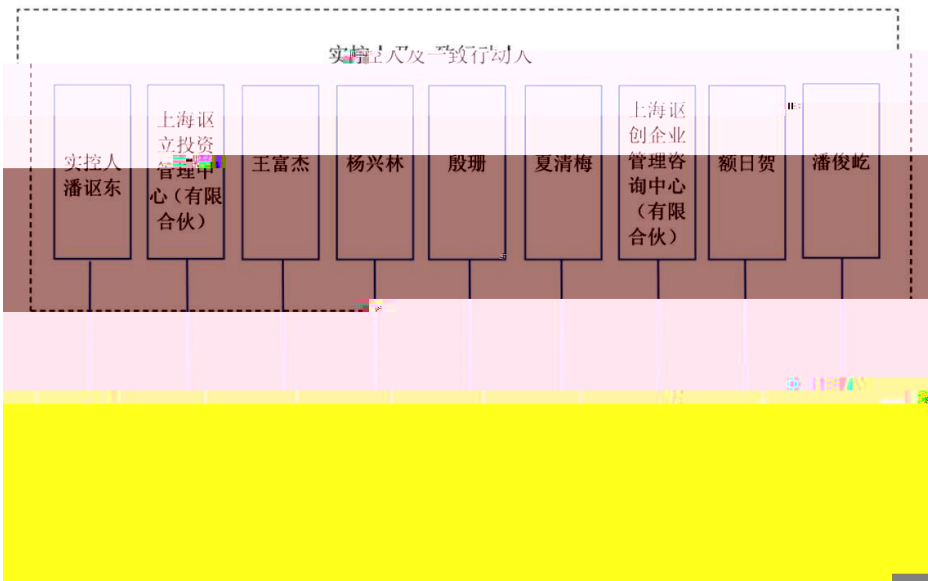 实控人及一致行动人
实控人
潘讴东
上海讴
立投资
管理中
心（有限
合伙）
王富杰
杨兴林
殷珊
夏清梅
上海讴
创企业
管理咨
询中心
（有限
合伙）
额日贺
潘俊屹